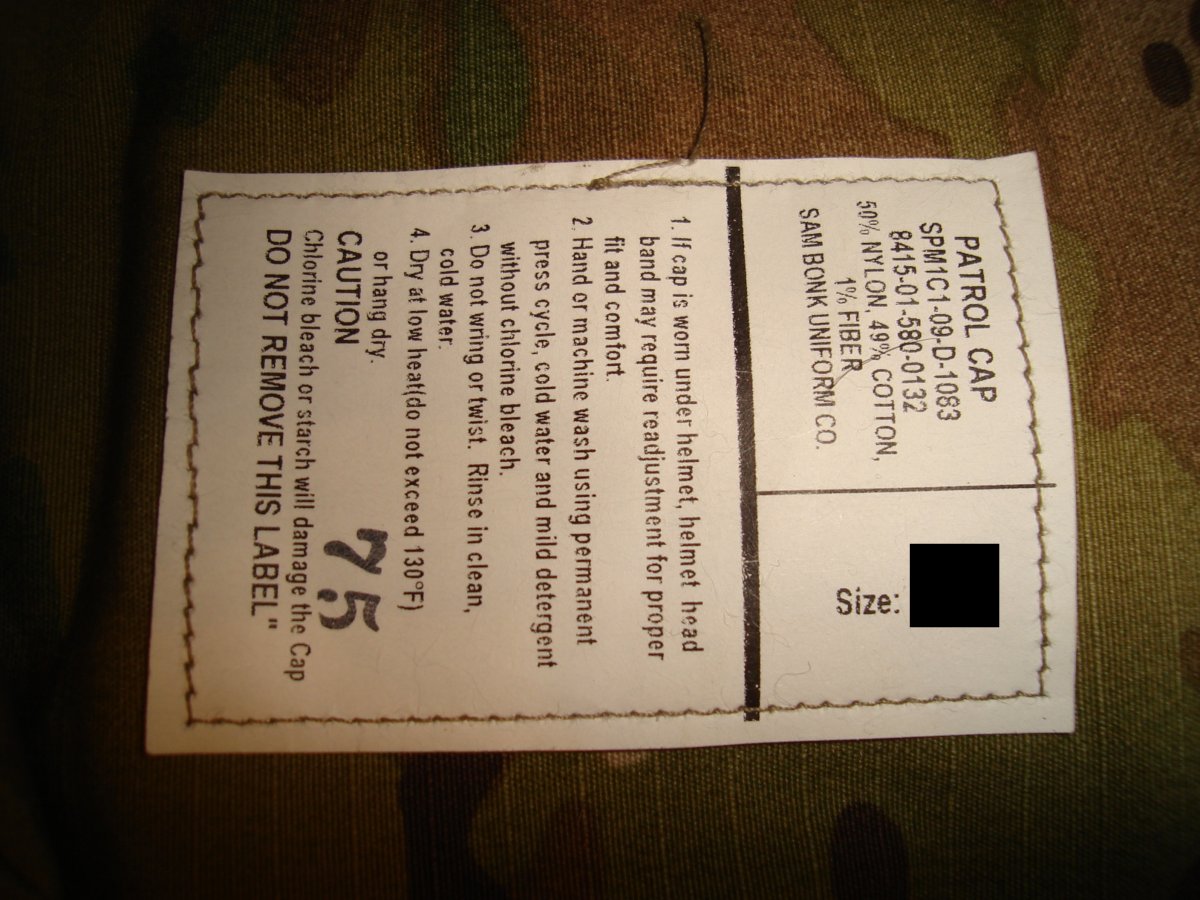 PATROL CAP
SPM1C1-09-D-1083
8415-01-580-0132
50% NYLON, 49% COTTON,
1% FIBER
SAM BONK UNIFORM CO.
Size:
1. If cap is worn under helmet, helmet head
band may require readjustment for proper
fit and comfort.
2. Hand or machine wash using permanent
press cycle, cold water and mild detergent
without chlorine bleach.
3. Do not wring or twist. Rinse in clean,
cold water.
4. Dry at low heat(do not exceed 130°F)
or hang dry.
CAUTION
75
Chlorine bleach or starch will damage the Cap
DO NOT REMOVE THIS LABEL"